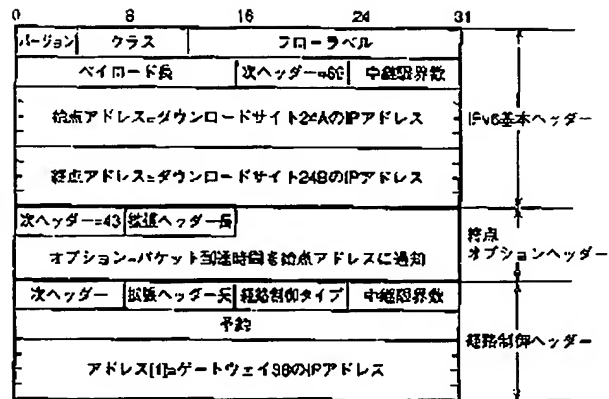 0 8 16 24 31
バージョン クラス フローラベル
ペイロード長 次ヘッダー=60 中継限界数
始点アドレス=ダウンロードサイト24AのIPアドレス
IPv6基本ヘッダー
終点アドレス=ダウンロードサイト24BのIPアドレス
次ヘッダー=43 拡張ヘッダー長
終点
オプションヘッダー
オプション=パケット到達時間を始点アドレスに通知
次ヘッダー 拡張ヘッダー長 経路制御タイプ 中継限界数
予約
経路制御ヘッダー
アドレス[1]=ゲートウェイ98のIPアドレス